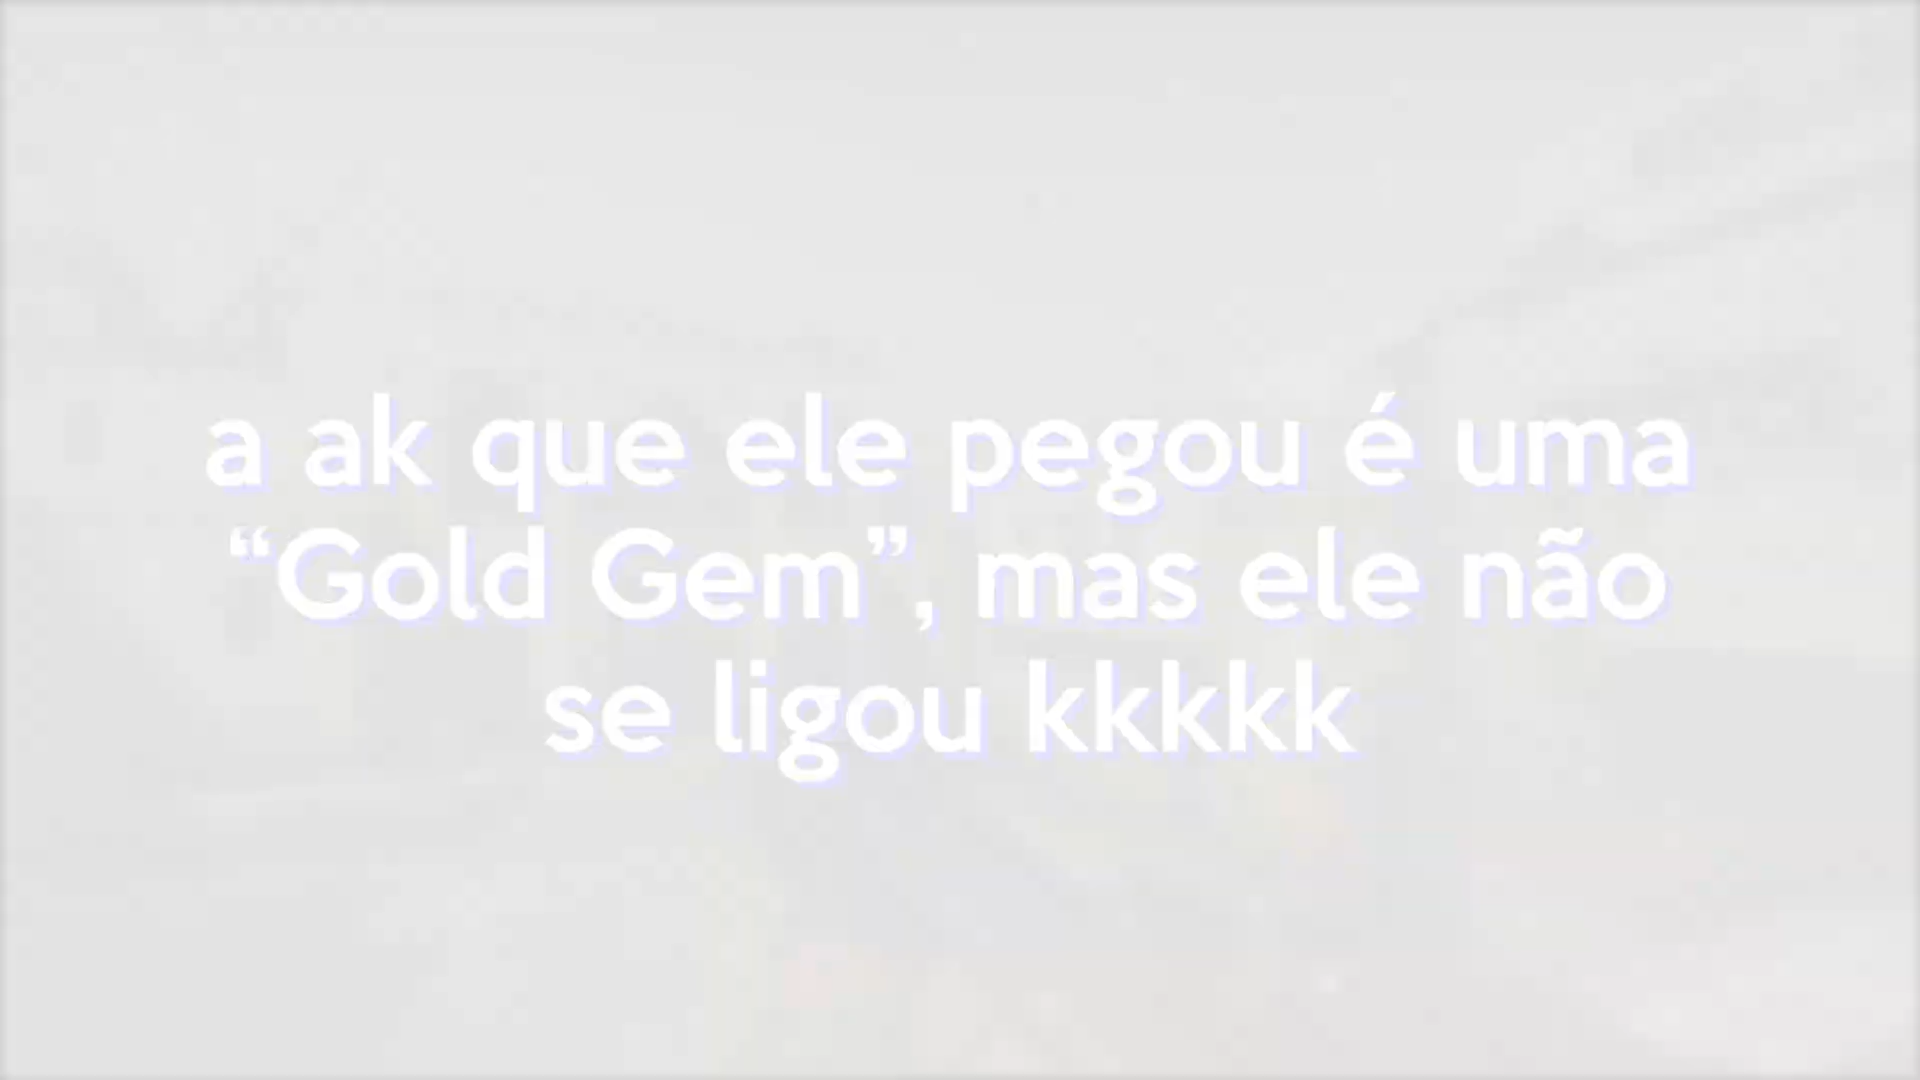 a ak que ele pegou é uma
“Gold Gem”, mas ele não
se ligou kkkkk